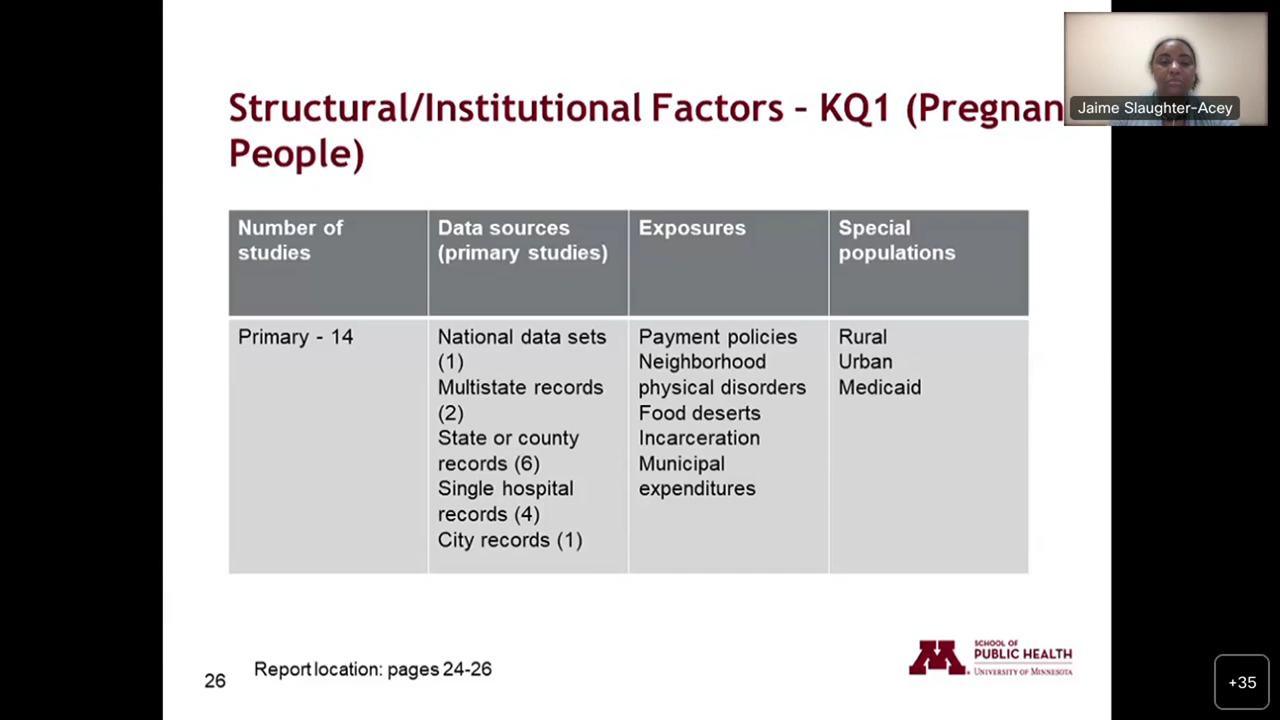 Structural/Institutional Factors – KQ1 (Pregnan
People)
Jaime Slaughter-Acey
Number of
studies
Data sources
(primary studies)
Exposures
Special
populations
Primary - 14
National data sets
(1)
Multistate records
(2)
State or county
records (6)
Single hospital
records (4)
City records (1)
Payment policies
Neighborhood
physical disorders
Food deserts
Incarceration
Municipal
expenditures
Rural
Urban
Medicaid
26
Report location: pages 24-26
M
SCHOOL OF
PUBLIC HEALTH
UNIVERSITY OF MINNESOTA
+35